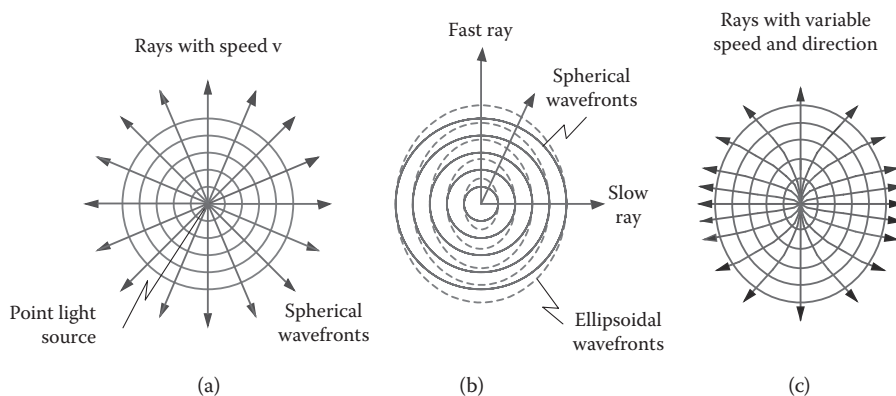 Rays with speed v
Point light
source
Spherical
wavefronts
(a)
Fast ray
Spherical
wavefronts
Slow
ray
Ellipsoidal
wavefronts
(b)
Rays with variable
speed and direction
(c)